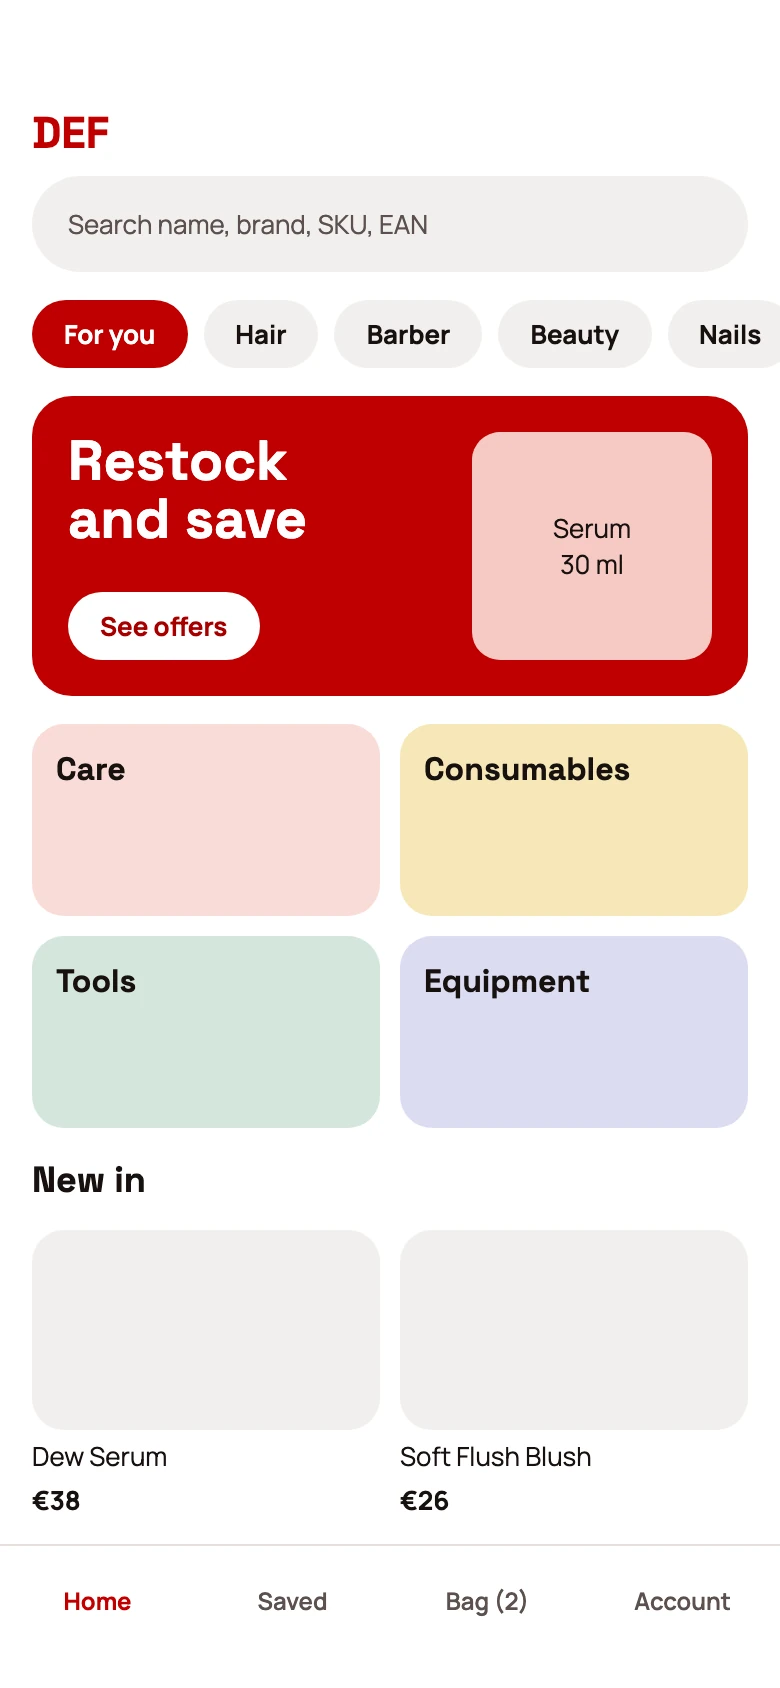 DEF
Search name, brand, SKU, EAN
For you
Hair
Barber
Beauty
Nails
Restock
and save
See offers
Serum
30 ml
Care
Consumables
Tools
Equipment
New in
Dew Serum
€38
Soft Flush Blush
€26
Home
Saved
Bag (2)
Account